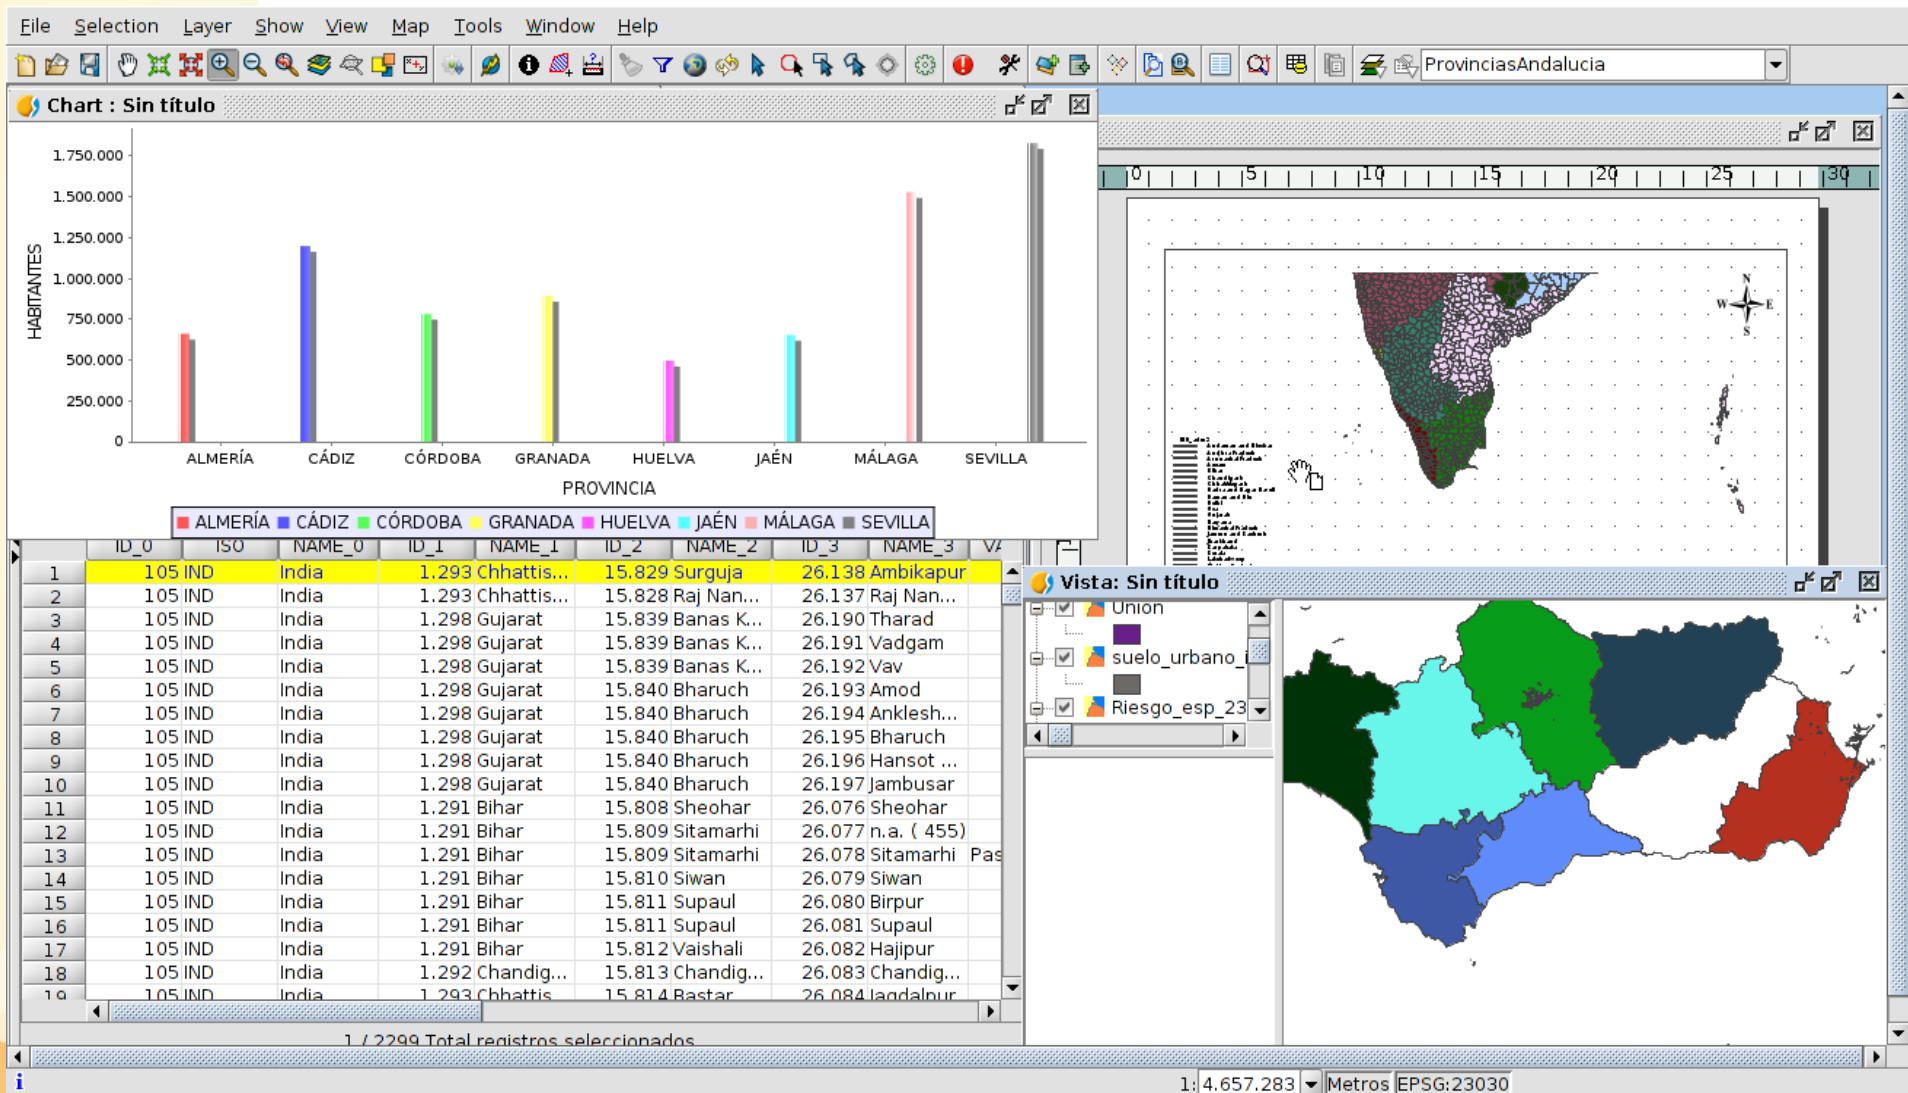 File Selection Layer Show View Map Tools Window Help
ProvinciasAndalucia
Chart : Sin título
1.750.000
1.500.000
1.250.000
1.000.000
750.000
500.000
250.000
0
HABITANTES
ALMERÍA CÁDIZ CÓRDOBA GRANADA HUELVA JAÉN MÁLAGA SEVILLA
PROVINCIA
ALMERÍA CÁDIZ CÓRDOBA GRANADA HUELVA JAÉN MÁLAGA SEVILLA
0 5 10 15 20 25 30
N
W E
S
ID_0 ISO NAME_0 ID_1 NAME_1 ID_2 NAME_2 ID_3 NAME_3 VA
1 105 IND India 1.293 Chhattis... 15.829 Surguja 26.138 Ambikapur
2 105 IND India 1.293 Chhattis... 15.828 Raj Nan... 26.137 Raj Nan...
3 105 IND India 1.298 Gujarat 15.839 Banas K... 26.190 Tharad
4 105 IND India 1.298 Gujarat 15.839 Banas K... 26.191 Vadgam
5 105 IND India 1.298 Gujarat 15.839 Banas K... 26.192 Vav
6 105 IND India 1.298 Gujarat 15.840 Bharuch 26.193 Amod
7 105 IND India 1.298 Gujarat 15.840 Bharuch 26.194 Anklesh...
8 105 IND India 1.298 Gujarat 15.840 Bharuch 26.195 Bharuch
9 105 IND India 1.298 Gujarat 15.840 Bharuch 26.196 Hansot ...
10 105 IND India 1.298 Gujarat 15.840 Bharuch 26.197 Jambusar
11 105 IND India 1.291 Bihar 15.808 Sheohar 26.076 Sheohar
12 105 IND India 1.291 Bihar 15.809 Sitamarhi 26.077 n.a. ( 455)
13 105 IND India 1.291 Bihar 15.809 Sitamarhi 26.078 Sitamarhi Pas
14 105 IND India 1.291 Bihar 15.810 Siwan 26.079 Siwan
15 105 IND India 1.291 Bihar 15.811 Supaul 26.080 Birpur
16 105 IND India 1.291 Bihar 15.811 Supaul 26.081 Supaul
17 105 IND India 1.291 Bihar 15.812 Vaishali 26.082 Hajipur
18 105 IND India 1.292 Chandig... 15.813 Chandig... 26.083 Chandig...
19 105 IND India 1.293 Chhattis 15.814 Bastar 26.084 Jagdalpur
1 / 2299 Total registros seleccionados
Vista: Sin título
Union
suelo_urbano_i
Riesgo_esp_23
1: 4.657.283 Metros EPSG:23030